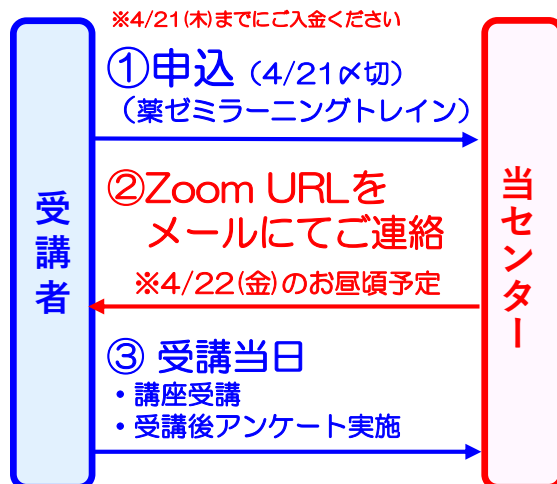 ※4/21(木)までにご入金ください
①申込（4/21〆切）
（薬ゼミラーニングトレイン）
受講者
②Zoom URLを
メールにてご連絡
※4/22(金)のお昼頃予定
当センター
③ 受講当日
・講座受講
・受講後アンケート実施